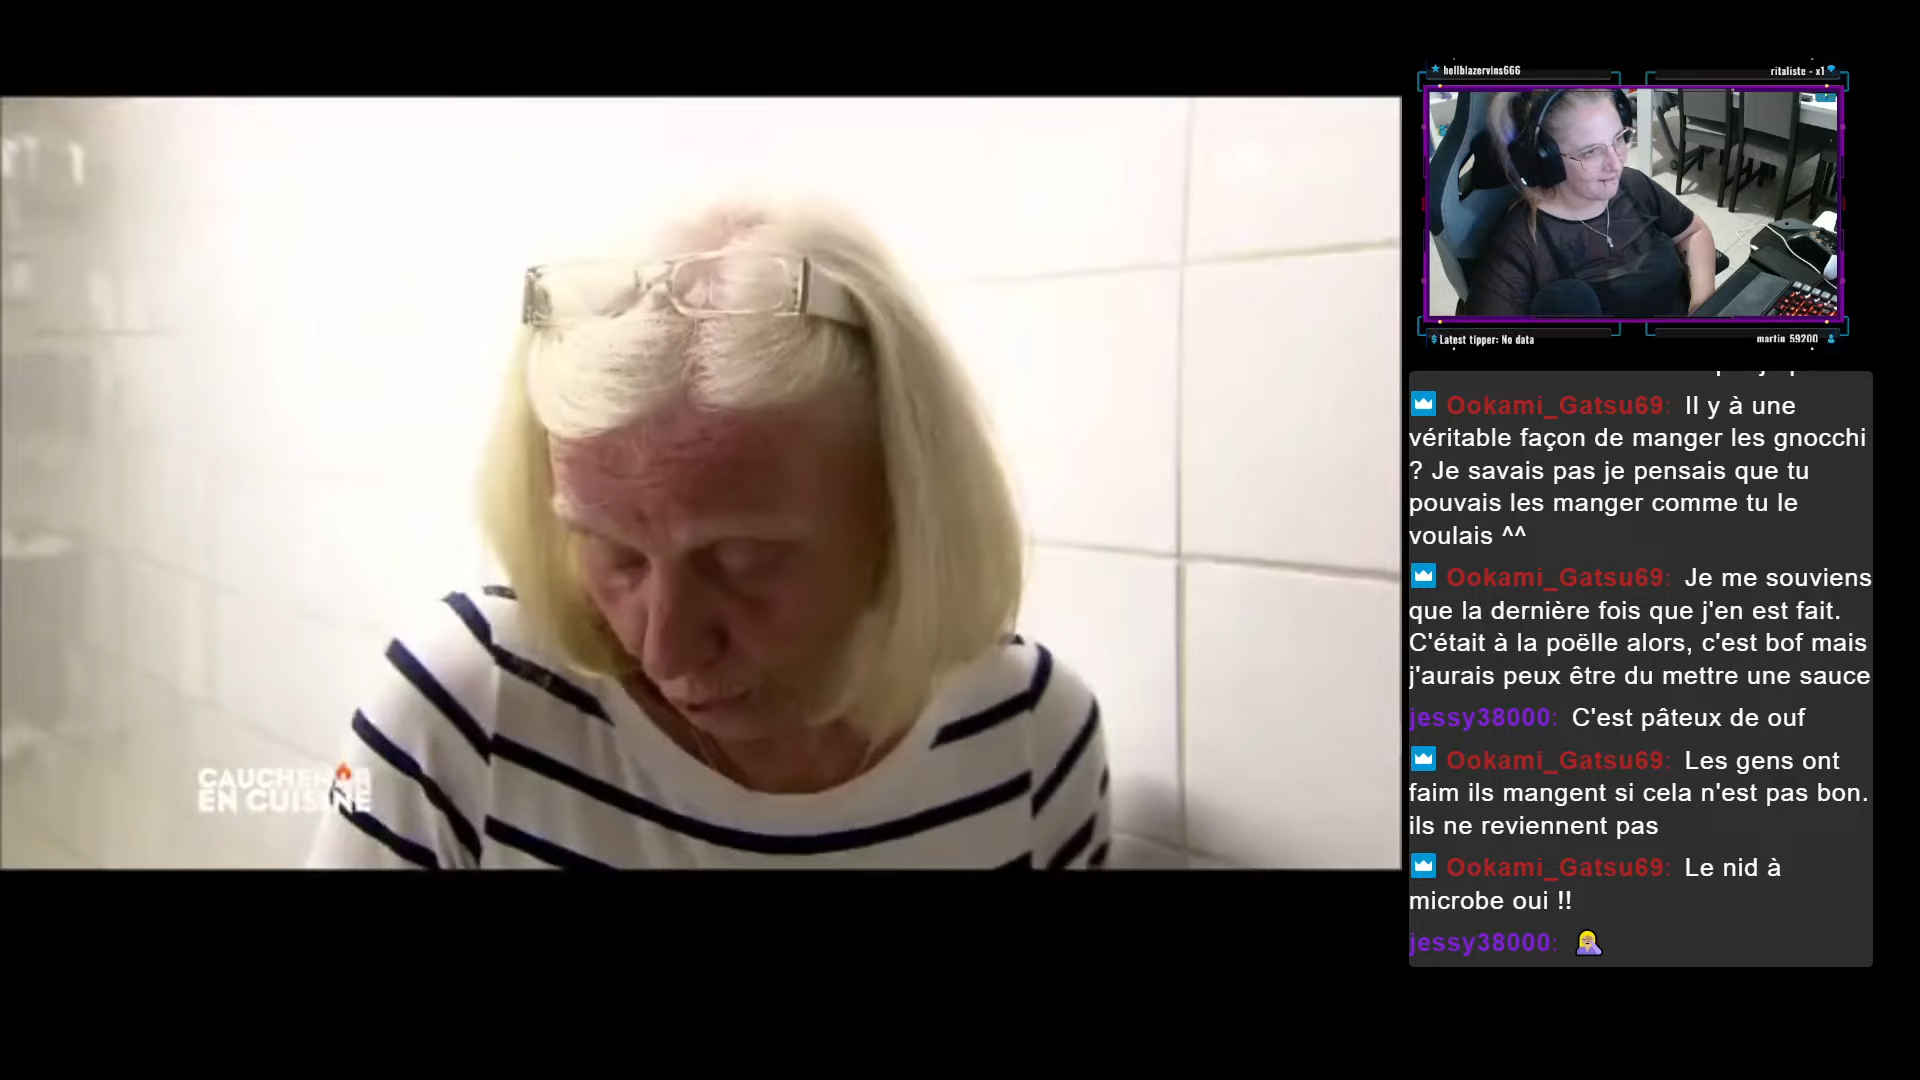 hellblazervins666
ritaliste - x1
Latest tipper: No data
martin_59200
CAUCHEMAR
EN CUISINE
Ookami_Gatsu69: Il y à une
véritable façon de manger les gnocchi
? Je savais pas je pensais que tu
pouvais les manger comme tu le
voulais ^^
Ookami_Gatsu69: Je me souviens
que la dernière fois que j'en est fait.
C'était à la poëlle alors, c'est bof mais
j'aurais peux être du mettre une sauce
jessy38000: C'est pâteux de ouf
Ookami_Gatsu69: Les gens ont
faim ils mangent si cela n'est pas bon.
ils ne reviennent pas
Ookami_Gatsu69: Le nid à
microbe oui !!
jessy38000: